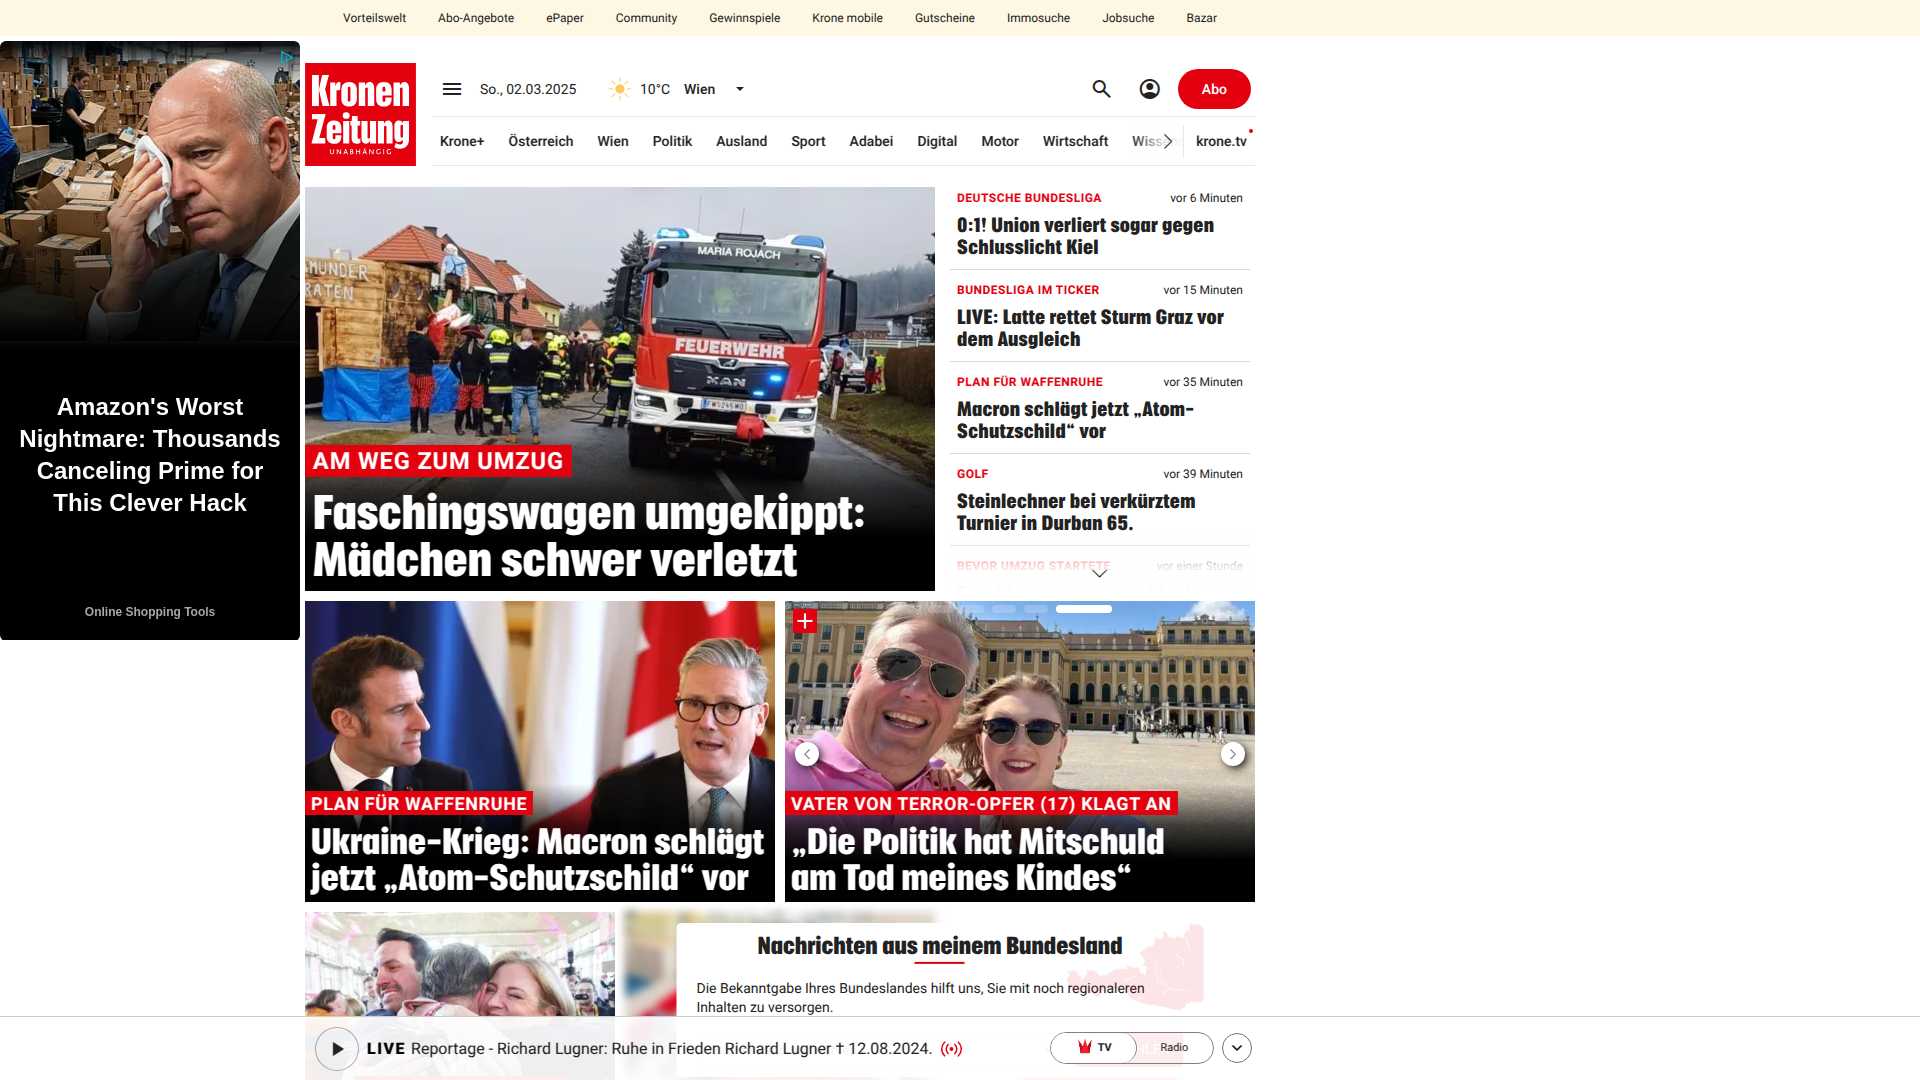 Vorteilswelt Abo-Angebote ePaper Community Gewinnspiele Krone mobile Gutscheine Immosuche Jobsuche Bazar
Kronen
Zeitung
UNABHÄNGIG
So., 02.03.2025 10°C Wien
Abo
Krone+ Österreich Wien Politik Ausland Sport Adabei Digital Motor Wirtschaft krone.tv
Amazon's Worst
Nightmare: Thousands
Canceling Prime for
This Clever Hack
Online Shopping Tools
MARIA ROJACH
FEUERWEHR
MAN
AM WEG ZUM UMZUG
Faschingswagen umgekippt:
Mädchen schwer verletzt
DEUTSCHE BUNDESLIGA vor 6 Minuten
0:1! Union verliert sogar gegen
Schlusslicht Kiel
BUNDESLIGA IM TICKER vor 15 Minuten
LIVE: Latte rettet Sturm Graz vor
dem Ausgleich
PLAN FÜR WAFFENRUHE vor 35 Minuten
Macron schlägt jetzt „Atom-
Schutzschild“ vor
GOLF vor 39 Minuten
Steinlechner bei verkürztem
Turnier in Durban 65.
BEVOR UMZUG STARTETE vor einer Stunde
PLAN FÜR WAFFENRUHE
Ukraine-Krieg: Macron schlägt
jetzt „Atom-Schutzschild“ vor
VATER VON TERROR-OPFER (17) KLAGT AN
„Die Politik hat Mitschuld
am Tod meines Kindes“
Nachrichten aus meinem Bundesland
Die Bekanntgabe Ihres Bundeslandes hilft uns, Sie mit noch regionaleren
Inhalten zu versorgen.
LIVE Reportage - Richard Lugner: Ruhe in Frieden Richard Lugner † 12.08.2024.
TV Radio